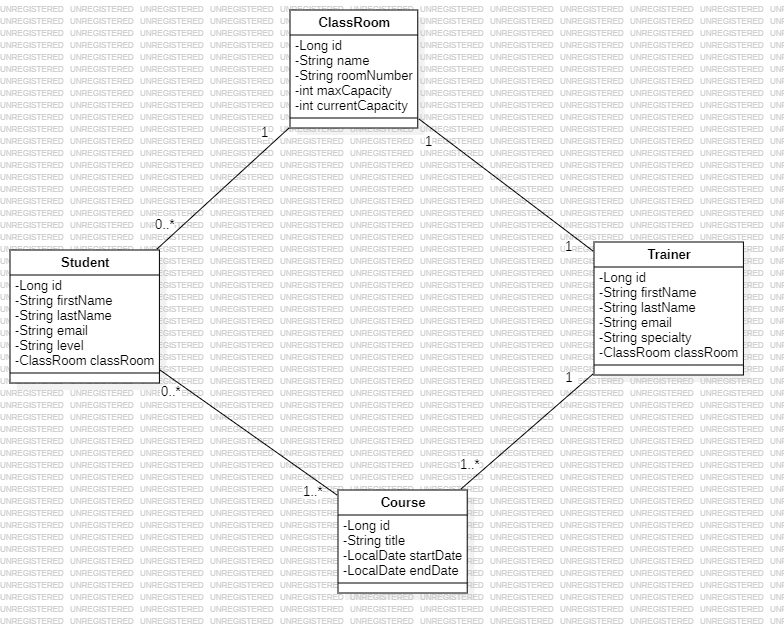 ClassRoom
-Long id
-String name
-String roomNumber
-int maxCapacity
-int currentCapacity
1
1
0..*
1
Student
-Long id
-String firstName
-String lastName
-String email
-String level
-ClassRoom classRoom
Trainer
-Long id
-String firstName
-String lastName
-String email
-String specialty
-ClassRoom classRoom
0..*
1
1..*
1..*
Course
-Long id
-String title
-LocalDate startDate
-LocalDate endDate
UNREGISTERED